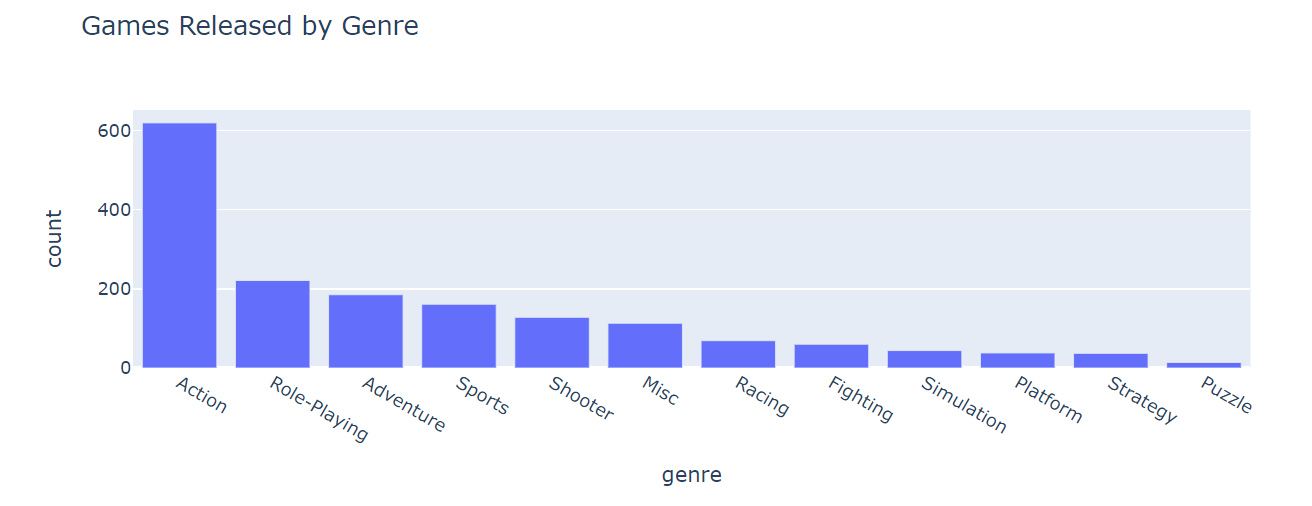 Games Released by Genre
600
400
200
0
count
Action
Role-Playing
Adventure
Sports
Shooter
Misc
Racing
Fighting
Simulation
Platform
Strategy
Puzzle
genre